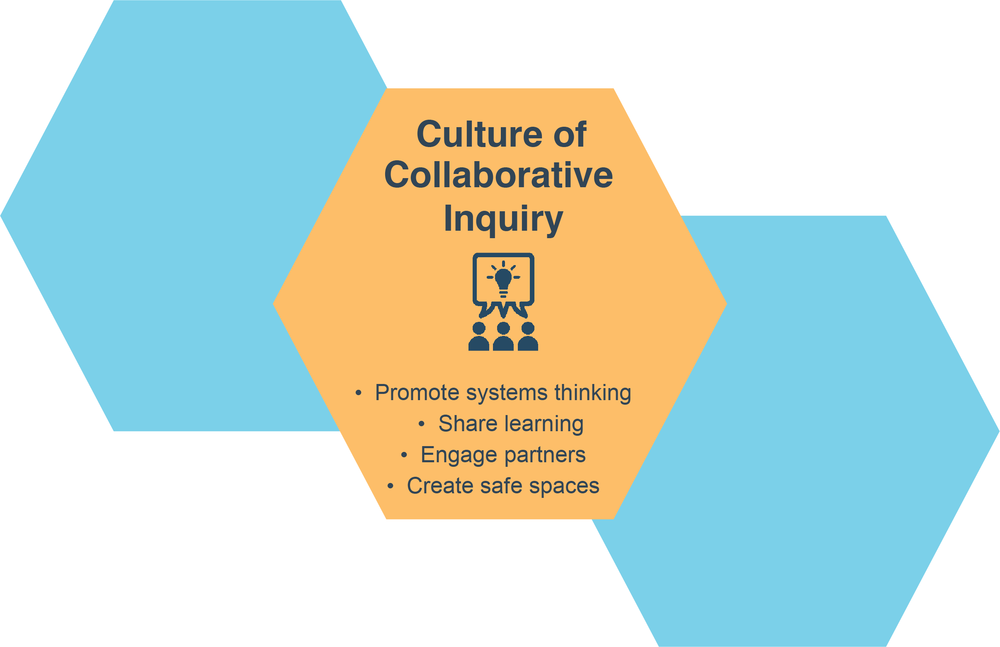 Culture of
Collaborative
Inquiry
• Promote systems thinking
• Share learning
• Engage partners
• Create safe spaces